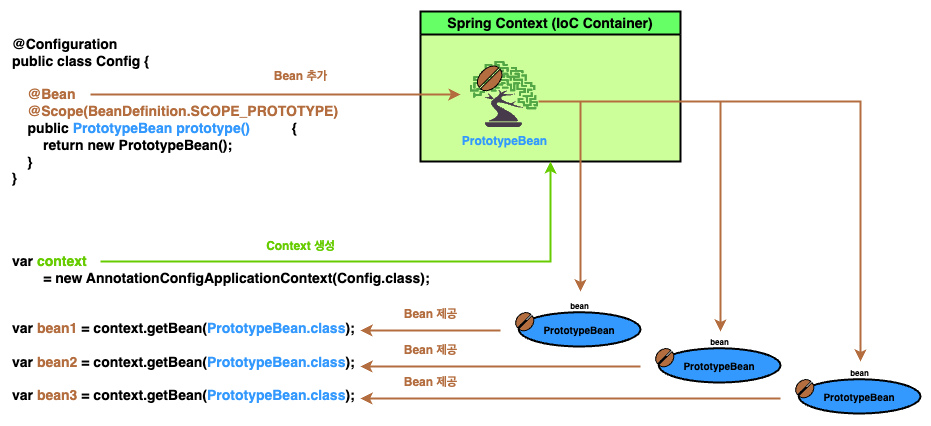 Spring Context (IoC Container)
@Configuration
public class Config {
Bean 추가
@Bean
@Scope(BeanDefinition.SCOPE_PROTOTYPE)
public PrototypeBean prototype() {
return new PrototypeBean();
}
}
PrototypeBean
Context 생성
var context
= new AnnotationConfigApplicationContext(Config.class);
var bean1 = context.getBean(PrototypeBean.class);
Bean 제공
bean
PrototypeBean
var bean2 = context.getBean(PrototypeBean.class);
Bean 제공
bean
PrototypeBean
var bean3 = context.getBean(PrototypeBean.class);
Bean 제공
bean
PrototypeBean